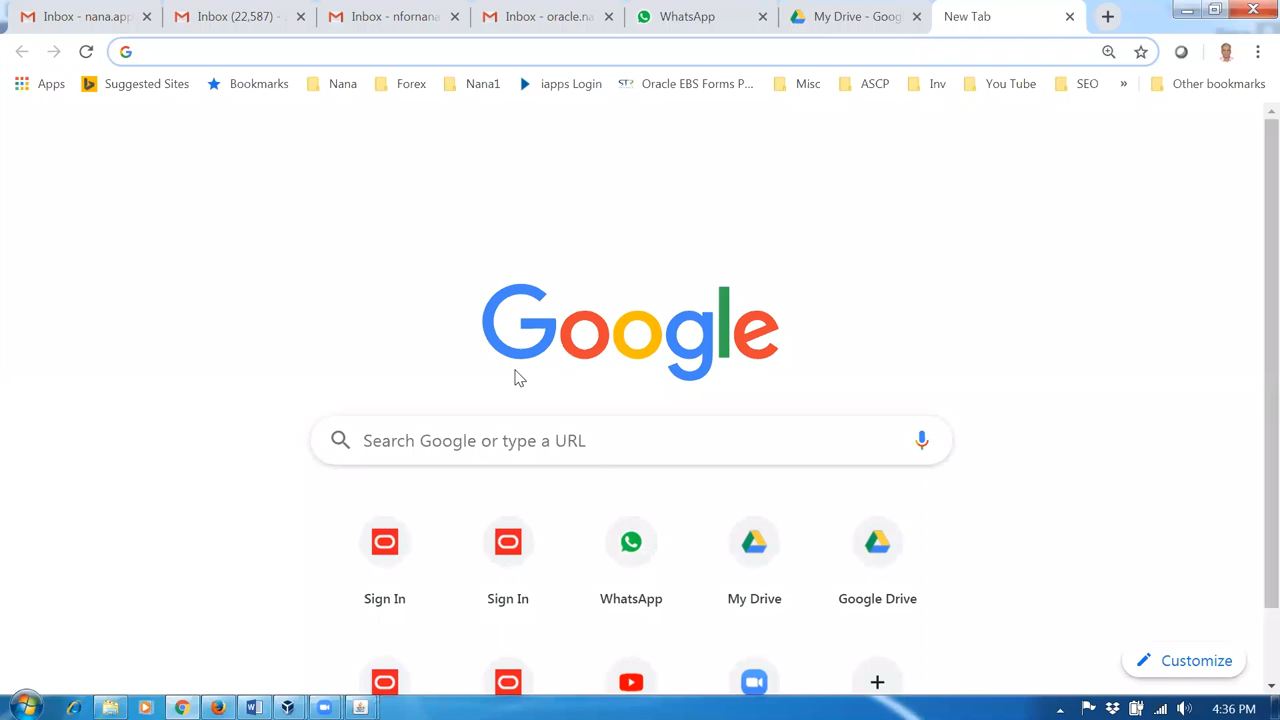 Inbox - nana.app
Inbox (22,587) -
Inbox - nfornana
Inbox - oracle.na
WhatsApp
My Drive - Goog
New Tab
Apps
Suggested Sites
Bookmarks
Nana
Forex
Nana1
iapps Login
Oracle EBS Forms P...
Misc
ASCP
Inv
You Tube
SEO
»
Other bookmarks
Google
Search Google or type a URL
Sign In
Sign In
WhatsApp
My Drive
Google Drive
Customize
4:36 PM